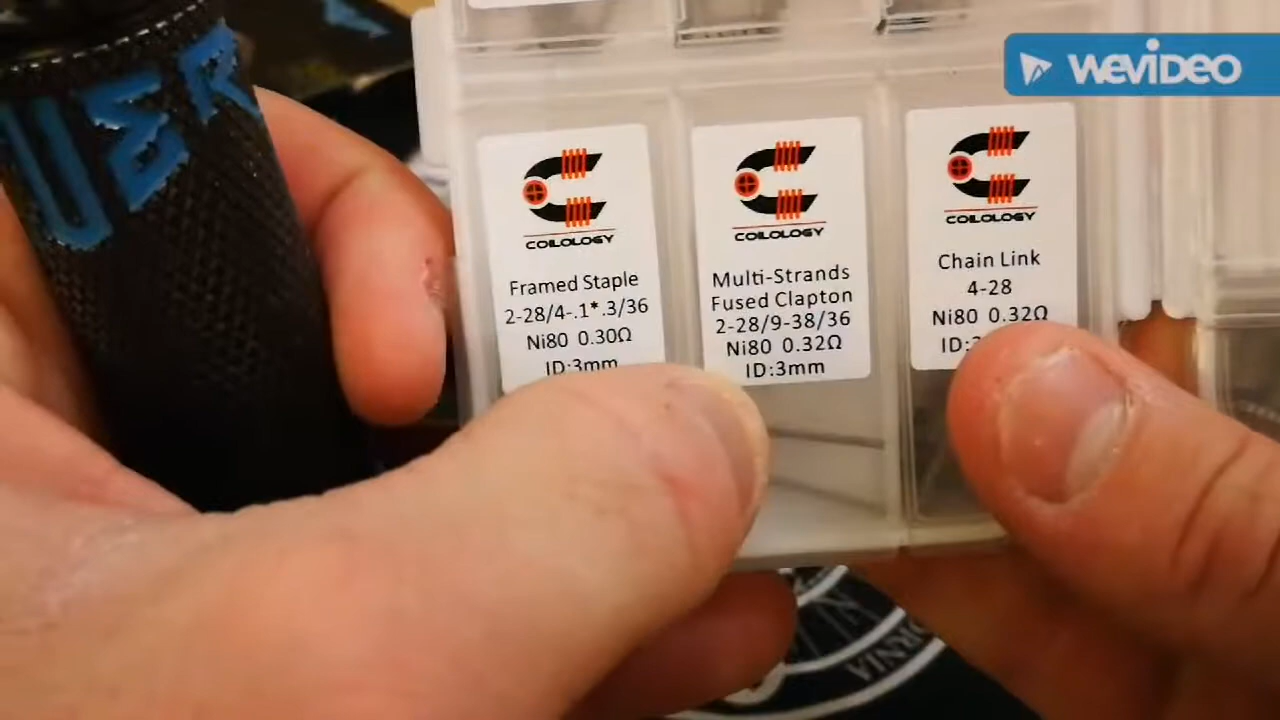 WEVIDEO
UER
COILOLOGY
Framed Staple
2-28/4-.1*.3/36
Ni80 0.30Ω
ID:3mm
COILOLOGY
Multi-Strands
Fused Clapton
2-28/9-38/36
Ni80 0.32Ω
ID:3mm
COILOLOGY
Chain Link
4-28
Ni80 0.32Ω
ID: